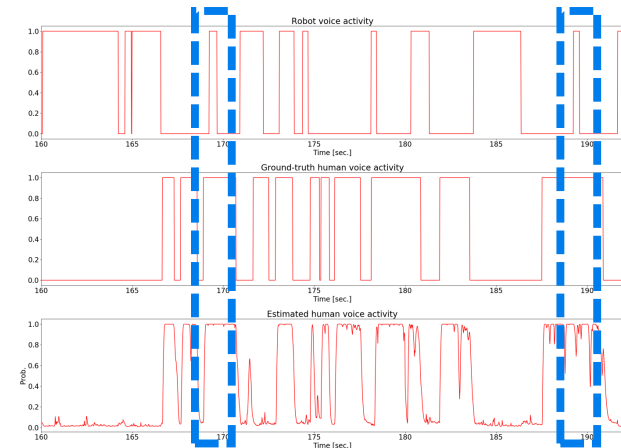 Robot voice activity
1.0
0.8
0.6
0.4
0.2
0.0
160 165 170 175 180 185 190
Time [sec.]
Ground-truth human voice activity
1.0
0.8
0.6
0.4
0.2
0.0
160 165 170 175 180 185 190
Time [sec.]
Estimated human voice activity
1.0
0.8
0.6
0.4
0.2
0.0
Prob.
160 165 170 175 180 185 190
Time [sec.]